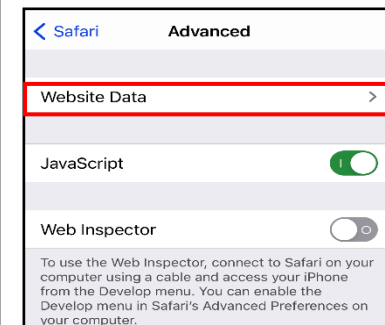 Safari Advanced
Website Data
JavaScript
Web Inspector
To use the Web Inspector, connect to Safari on your
computer using a cable and access your iPhone
from the Develop menu. You can enable the
Develop menu in Safari's Advanced Preferences on
your computer.